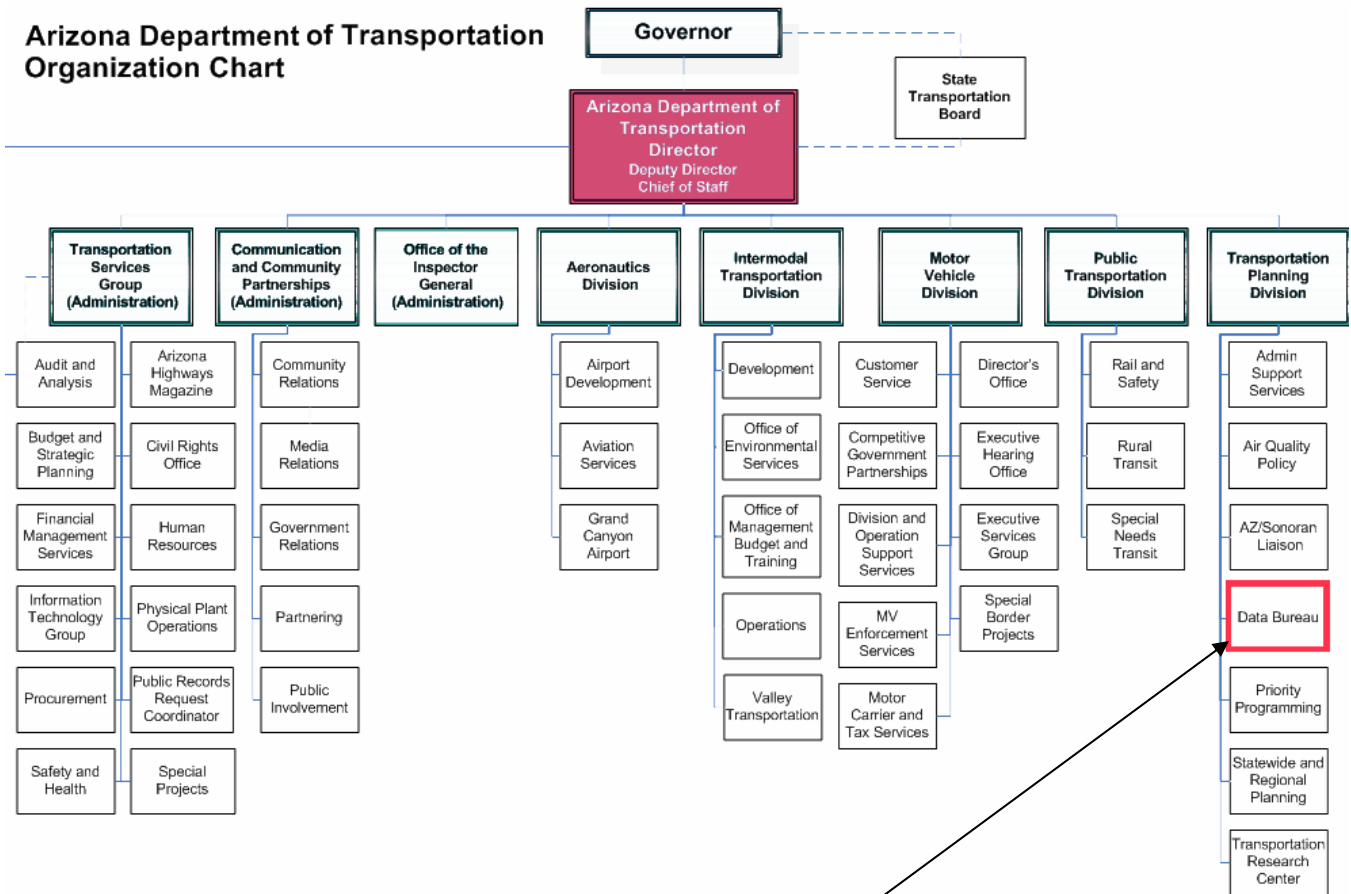 Arizona Department of Transportation
Organization Chart
Governor
State
Transportation
Board
Arizona Department of
Transportation
Director
Deputy Director
Chief of Staff
Transportation
Services
Group
(Administration)
Communication
and Community
Partnerships
(Administration)
Office of the
Inspector
General
(Administration)
Aeronautics
Division
Intermodal
Transportation
Division
Motor
Vehicle
Division
Public
Transportation
Division
Transportation
Planning
Division
Audit and
Analysis
Budget and
Strategic
Planning
Financial
Management
Services
Information
Technology
Group
Procurement
Safety and
Health
Arizona
Highways
Magazine
Civil Rights
Office
Human
Resources
Physical Plant
Operations
Public Records
Request
Coordinator
Special
Projects
Community
Relations
Media
Relations
Government
Relations
Partnering
Public
Involvement
Airport
Development
Aviation
Services
Grand
Canyon
Airport
Development
Office of
Environmental
Services
Office of
Management
Budget and
Training
Operations
Valley
Transportation
Customer
Service
Competitive
Government
Partnerships
Division and
Operation
Support
Services
MV
Enforcement
Services
Motor
Carrier and
Tax Services
Director's
Office
Executive
Hearing
Office
Executive
Services
Group
Special
Border
Projects
Rail and
Safety
Rural
Transit
Special
Needs
Transit
Admin
Support
Services
Air Quality
Policy
AZ/Sonoran
Liaison
Data Bureau
Priority
Programming
Statewide and
Regional
Planning
Transportation
Research
Center